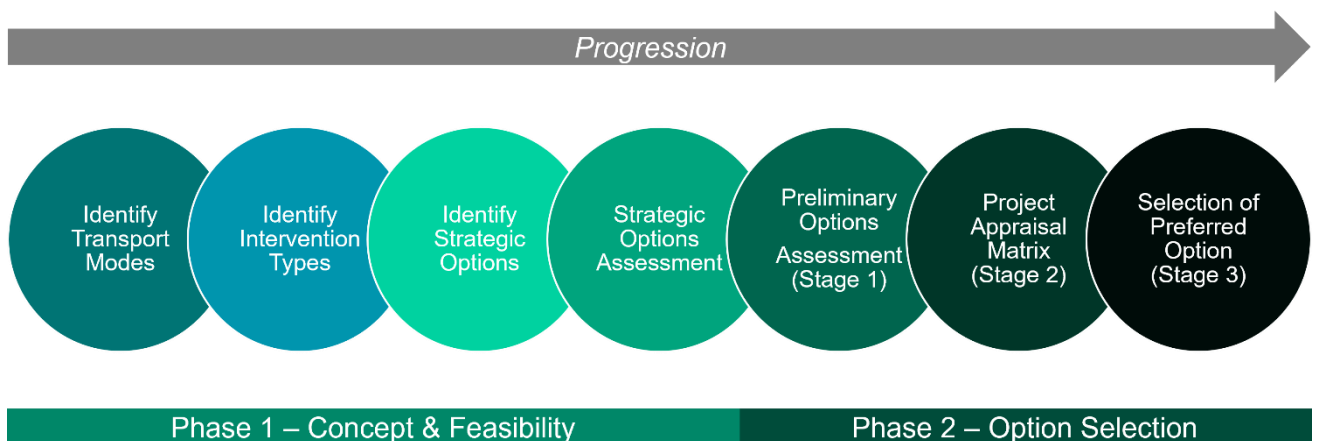 Progression
Identify
Transport
Modes
Identify
Intervention
Types
Identify
Strategic
Options
Strategic
Options
Assessment
Preliminary
Options
Assessment
(Stage 1)
Project
Appraisal
Matrix
(Stage 2)
Selection of
Preferred
Option
(Stage 3)
Phase 1 – Concept & Feasibility
Phase 2 – Option Selection